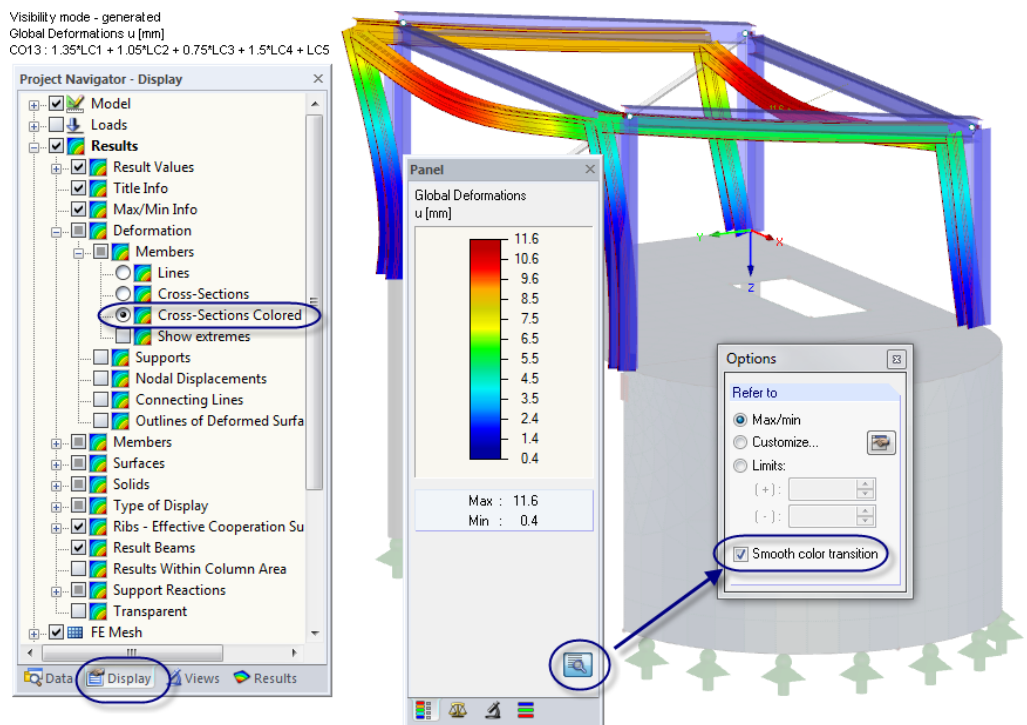 Visibility mode - generated
Global Deformations u [mm]
CO13 : 1.35*LC1 + 1.05*LC2 + 0.75*LC3 + 1.5*LC4 + LC5
Project Navigator - Display
Model
Loads
Results
Result Values
Title Info
Max/Min Info
Deformation
Members
Lines
Cross-Sections
Cross-Sections Colored
Show extremes
Supports
Nodal Displacements
Connecting Lines
Outlines of Deformed Surfa
Members
Surfaces
Solids
Type of Display
Ribs - Effective Cooperation Su
Result Beams
Results Within Column Area
Support Reactions
Transparent
FE Mesh
Data
Display
Views
Results
Panel
Global Deformations
u [mm]
11.6
10.6
9.6
8.5
7.5
6.5
5.5
4.5
3.5
2.4
1.4
0.4
Max : 11.6
Min : 0.4
Y
X
Z
Options
Refer to
Max/min
Customize...
Limits:
(+):
(-):
Smooth color transition